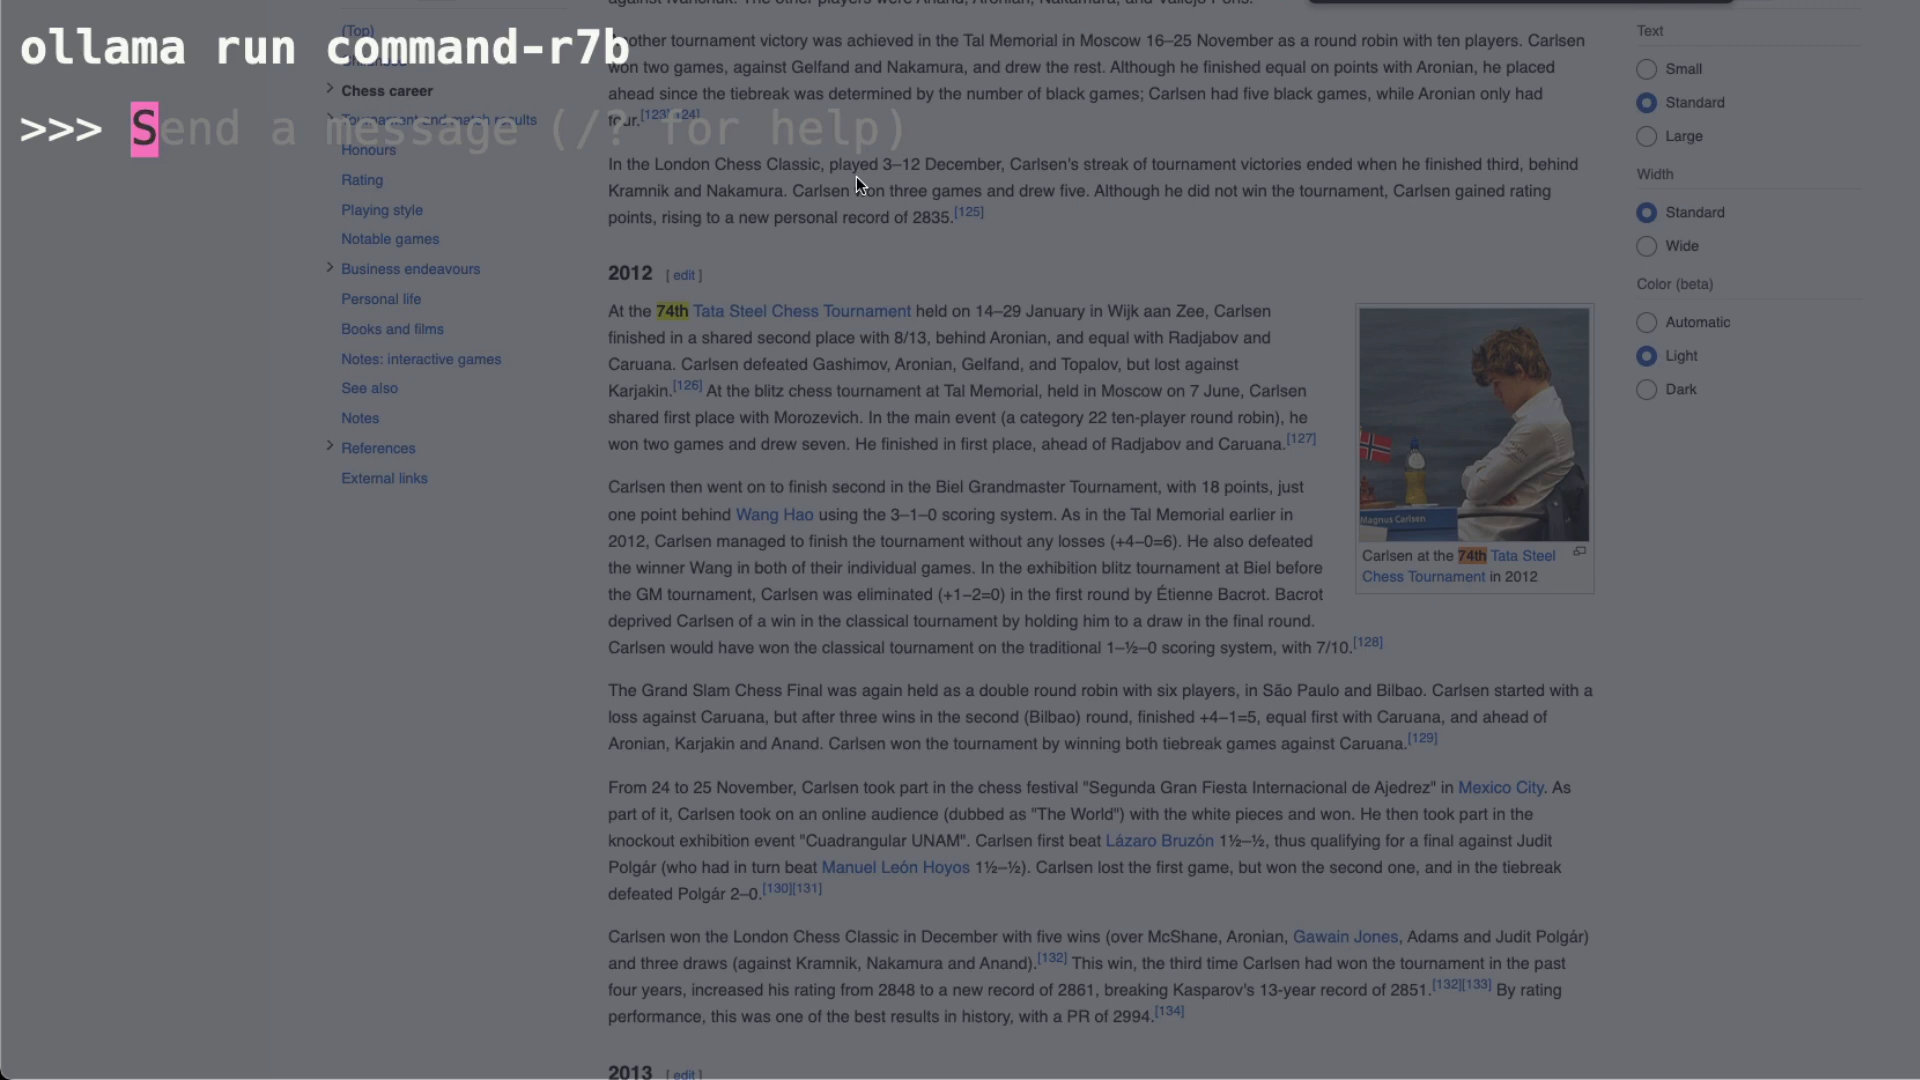 ollama run command-r7b
>>> Send a message (/? for help)
(Top)
Chess career
Tournament and match results
Honours
Rating
Playing style
Notable games
Business endeavours
Personal life
Books and films
Notes: interactive games
See also
Notes
References
External links
another tournament victory was achieved in the Tal Memorial in Moscow 16–25 November as a round robin with ten players. Carlsen
won two games, against Gelfand and Nakamura, and drew the rest. Although he finished equal on points with Aronian, he placed
ahead since the tiebreak was determined by the number of black games; Carlsen had five black games, while Aronian only had
four.[123][124]
In the London Chess Classic, played 3–12 December, Carlsen's streak of tournament victories ended when he finished third, behind
Kramnik and Nakamura. Carlsen won three games and drew five. Although he did not win the tournament, Carlsen gained rating
points, rising to a new personal record of 2835.[125]
2012 [ edit ]
At the 74th Tata Steel Chess Tournament held on 14–29 January in Wijk aan Zee, Carlsen
finished in a shared second place with 8/13, behind Aronian, and equal with Radjabov and
Caruana. Carlsen defeated Gashimov, Aronian, Gelfand, and Topalov, but lost against
Karjakin.[126] At the blitz chess tournament at Tal Memorial, held in Moscow on 7 June, Carlsen
shared first place with Morozevich. In the main event (a category 22 ten-player round robin), he
won two games and drew seven. He finished in first place, ahead of Radjabov and Caruana.[127]
Magnus Carlsen
Carlsen at the 74th Tata Steel
Chess Tournament in 2012
Carlsen then went on to finish second in the Biel Grandmaster Tournament, with 18 points, just
one point behind Wang Hao using the 3–1–0 scoring system. As in the Tal Memorial earlier in
2012, Carlsen managed to finish the tournament without any losses (+4−0=6). He also defeated
the winner Wang in both of their individual games. In the exhibition blitz tournament at Biel before
the GM tournament, Carlsen was eliminated (+1−2=0) in the first round by Étienne Bacrot. Bacrot
deprived Carlsen of a win in the classical tournament by holding him to a draw in the final round.
Carlsen would have won the classical tournament on the traditional 1–½–0 scoring system, with 7/10.[128]
The Grand Slam Chess Final was again held as a double round robin with six players, in São Paulo and Bilbao. Carlsen started with a
loss against Caruana, but after three wins in the second (Bilbao) round, finished +4−1=5, equal first with Caruana, and ahead of
Aronian, Karjakin and Anand. Carlsen won the tournament by winning both tiebreak games against Caruana.[129]
From 24 to 25 November, Carlsen took part in the chess festival "Segunda Gran Fiesta Internacional de Ajedrez" in Mexico City. As
part of it, Carlsen took on an online audience (dubbed as "The World") with the white pieces and won. He then took part in the
knockout exhibition event "Cuadrangular UNAM". Carlsen first beat Lázaro Bruzón 1½–½, thus qualifying for a final against Judit
Polgár (who had in turn beat Manuel León Hoyos 1½–½). Carlsen lost the first game, but won the second one, and in the tiebreak
defeated Polgár 2–0.[130][131]
Carlsen won the London Chess Classic in December with five wins (over McShane, Aronian, Gawain Jones, Adams and Judit Polgár)
and three draws (against Kramnik, Nakamura and Anand).[132] This win, the third time Carlsen had won the tournament in the past
four years, increased his rating from 2848 to a new record of 2861, breaking Kasparov's 13-year record of 2851.[132][133] By rating
performance, this was one of the best results in history, with a PR of 2994.[134]
2013 [ edit ]
Text
Small
Standard
Large
Width
Standard
Wide
Color (beta)
Automatic
Light
Dark